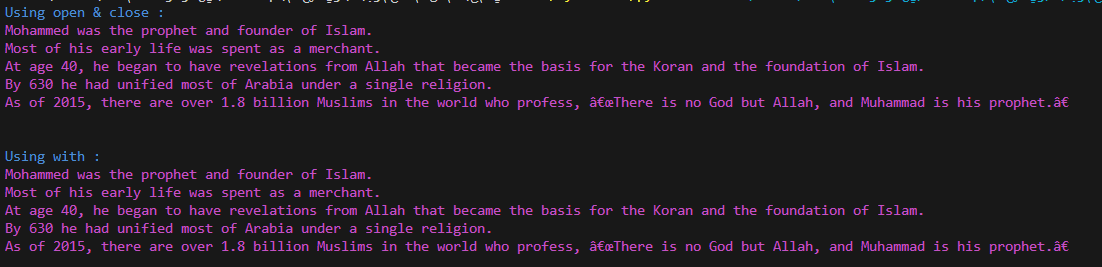 Using open & close :
Mohammed was the prophet and founder of Islam.
Most of his early life was spent as a merchant.
At age 40, he began to have revelations from Allah that became the basis for the Koran and the foundation of Islam.
By 630 he had unified most of Arabia under a single religion.
As of 2015, there are over 1.8 billion Muslims in the world who profess, “There is no God but Allah, and Muhammad is his prophet.â€
Using with :
Mohammed was the prophet and founder of Islam.
Most of his early life was spent as a merchant.
At age 40, he began to have revelations from Allah that became the basis for the Koran and the foundation of Islam.
By 630 he had unified most of Arabia under a single religion.
As of 2015, there are over 1.8 billion Muslims in the world who profess, “There is no God but Allah, and Muhammad is his prophet.â€